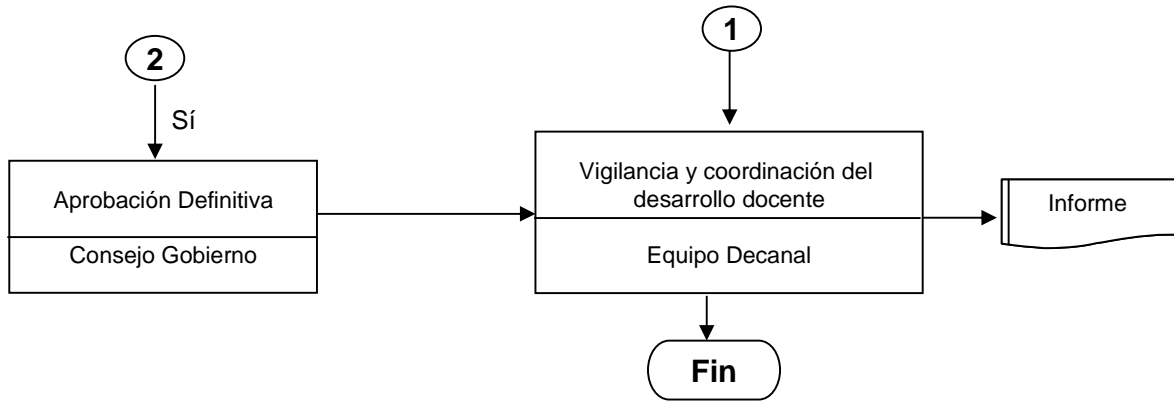 1
2
Sí
Aprobación Definitiva
Consejo Gobierno
Vigilancia y coordinación del
desarrollo docente
Equipo Decanal
Informe
Fin